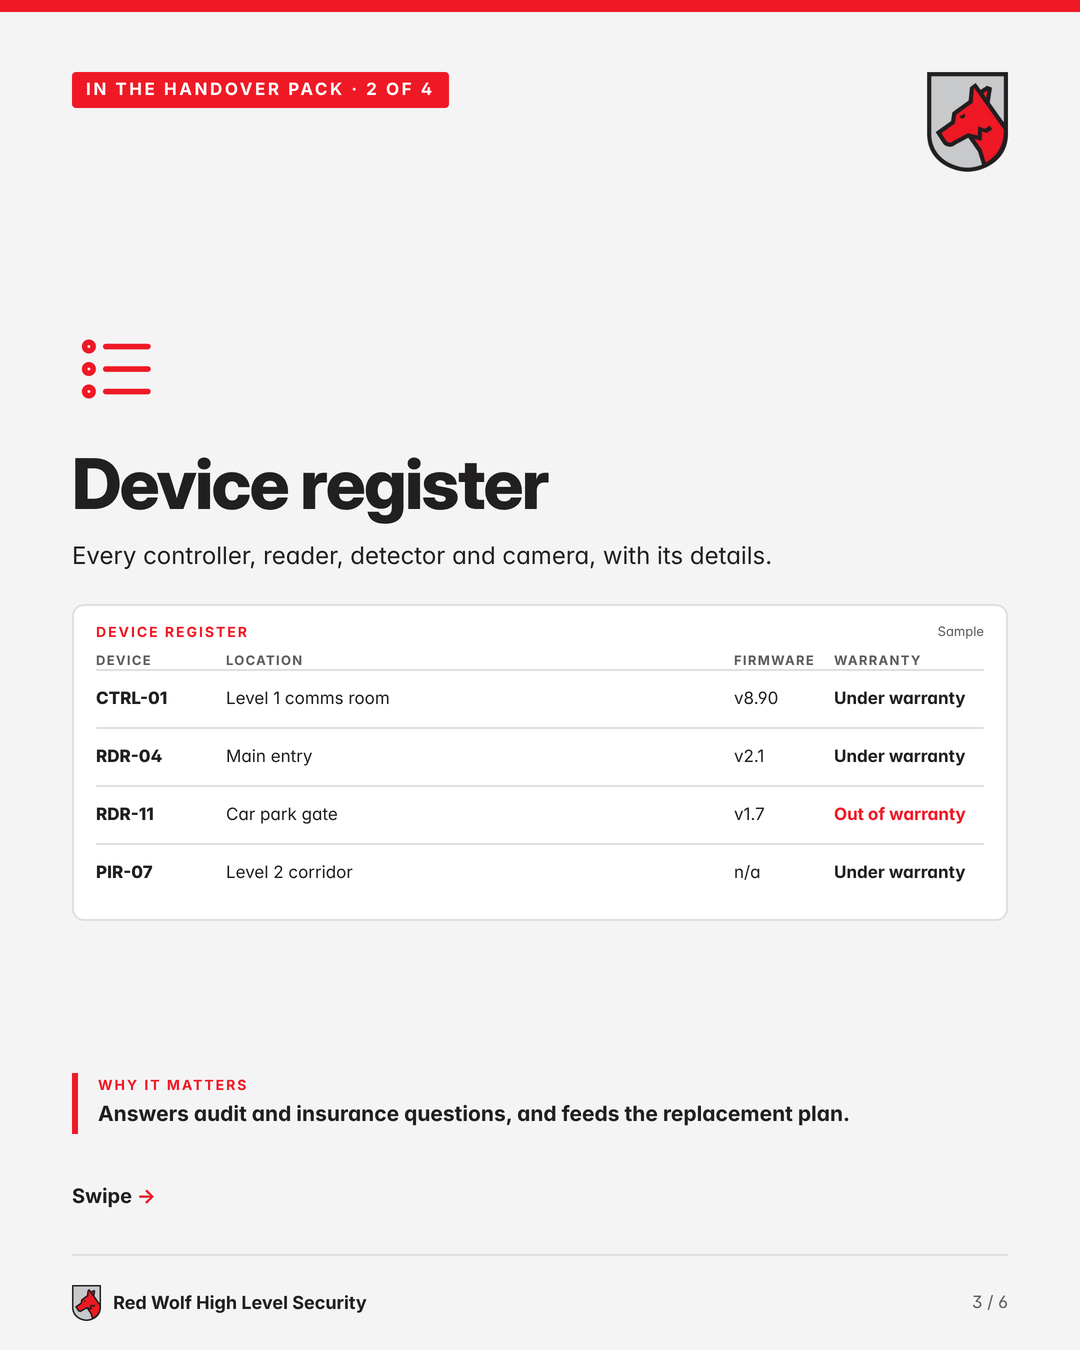 IN THE HANDOVER PACK · 2 OF 4
Device register
Every controller, reader, detector and camera, with its details.
DEVICE REGISTER Sample
DEVICE LOCATION FIRMWARE WARRANTY
CTRL-01 Level 1 comms room v8.90 Under warranty
RDR-04 Main entry v2.1 Under warranty
RDR-11 Car park gate v1.7 Out of warranty
PIR-07 Level 2 corridor n/a Under warranty
WHY IT MATTERS
Answers audit and insurance questions, and feeds the replacement plan.
Swipe →
Red Wolf High Level Security 3 / 6